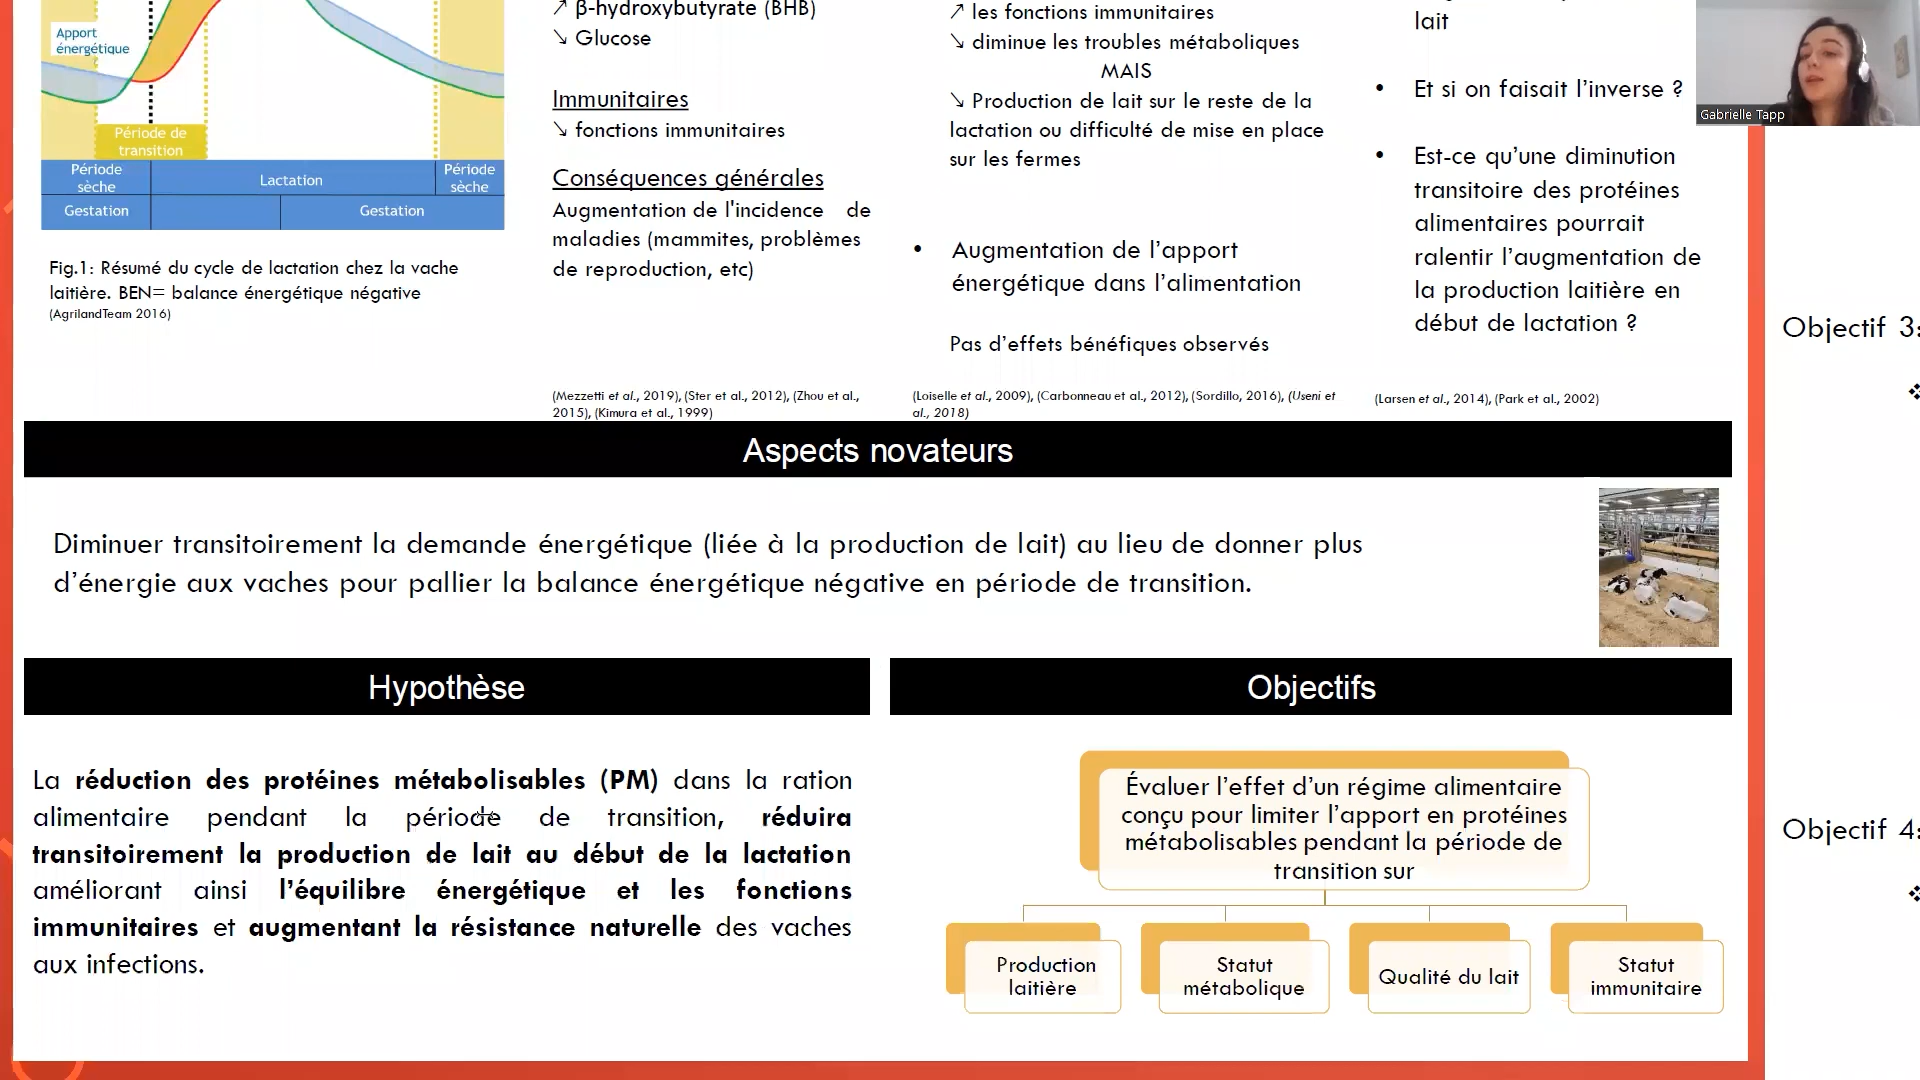 Apport
énergétique
Période de
transition
Période
sèche
Lactation
Période
sèche
Gestation
Gestation
Fig.1: Résumé du cycle de lactation chez la vache
laitière. BEN= balance énergétique négative
(AgrilandTeam 2016)
↗ β-hydroxybutyrate (BHB)
↘ Glucose
Immunitaires
↘ fonctions immunitaires
Conséquences générales
Augmentation de l'incidence de
maladies (mammites, problèmes
de reproduction, etc)
(Mezzetti et al., 2019), (Ster et al., 2012), (Zhou et al.,
2015), (Kimura et al., 1999)
↗ les fonctions immunitaires
↘ diminue les troubles métaboliques
MAIS
↘ Production de lait sur le reste de la
lactation ou difficulté de mise en place
sur les fermes
• Augmentation de l’apport
énergétique dans l’alimentation
Pas d’effets bénéfiques observés
(Loiselle et al., 2009), (Carbonneau et al., 2012), (Sordillo, 2016), (Useni et
al., 2018)
lait
• Et si on faisait l’inverse ?
• Est-ce qu’une diminution
transitoire des protéines
alimentaires pourrait
ralentir l’augmentation de
la production laitière en
début de lactation ?
(Larsen et al., 2014), (Park et al., 2002)
Gabrielle Tapp
Aspects novateurs
Diminuer transitoirement la demande énergétique (liée à la production de lait) au lieu de donner plus
d’énergie aux vaches pour pallier la balance énergétique négative en période de transition.
Hypothèse
La réduction des protéines métabolisables (PM) dans la ration
alimentaire pendant la période de transition, réduira
transitoirement la production de lait au début de la lactation
améliorant ainsi l’équilibre énergétique et les fonctions
immunitaires et augmentant la résistance naturelle des vaches
aux infections.
Objectifs
Évaluer l’effet d’un régime alimentaire
conçu pour limiter l’apport en protéines
métabolisables pendant la période de
transition sur
Production
laitière
Statut
métabolique
Qualité du lait
Statut
immunitaire
Objectif 3:
Objectif 4: